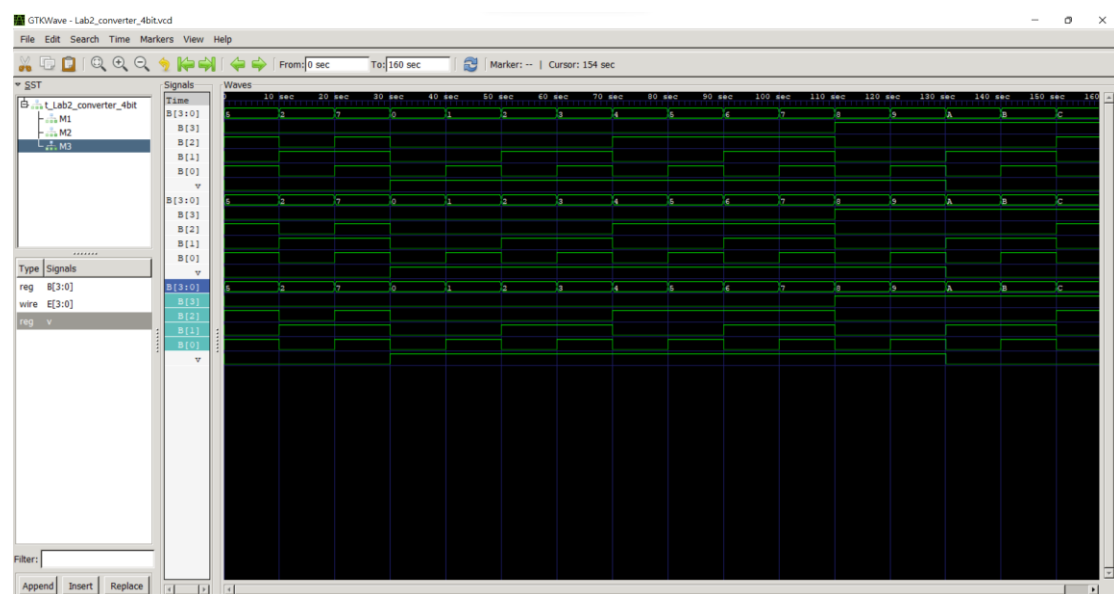 GTKWave - Lab2_converter_4bit.vcd
File Edit Search Time Markers View Help
From: 0 sec To: 160 sec Marker: -- | Cursor: 154 sec
SST
t_Lab2_converter_4bit
M1
M2
M3
Type Signals
reg B[3:0]
wire E[3:0]
reg v
Filter:
Append Insert Replace
Signals
Time
B[3:0]
B[3]
B[2]
B[1]
B[0]
v
B[3:0]
B[3]
B[2]
B[1]
B[0]
v
B[3:0]
B[3]
B[2]
B[1]
B[0]
v
Waves
10 sec 20 sec 30 sec 40 sec 50 sec 60 sec 70 sec 80 sec 90 sec 100 sec 110 sec 120 sec 130 sec 140 sec 150 sec 160
5 2 7 0 1 2 3 4 5 6 7 8 9 A B C
5 2 7 0 1 2 3 4 5 6 7 8 9 A B C
5 2 7 0 1 2 3 4 5 6 7 8 9 A B C